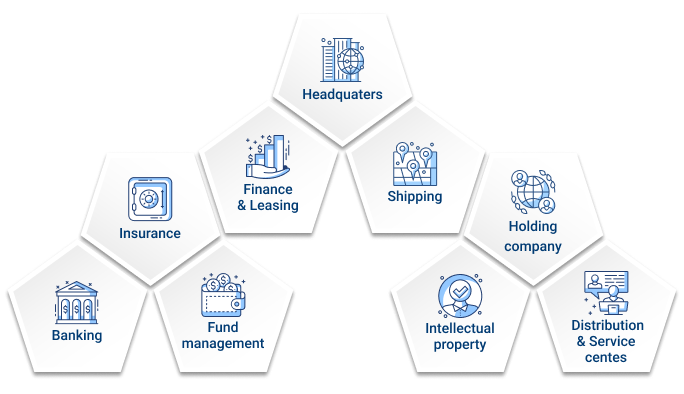 Headquaters
Finance
& Leasing
Shipping
Insurance
Holding
company
Banking
Fund
management
Intellectual
property
Distribution
& Service
centes